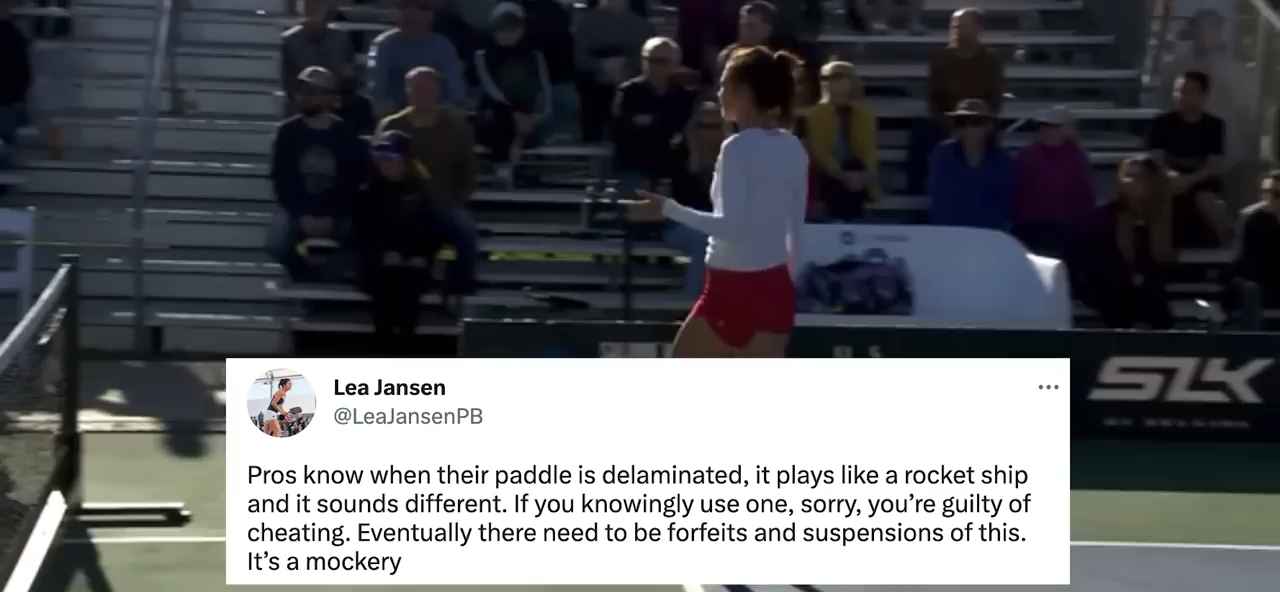 SLK
Lea Jansen
@LeaJansenPB
Pros know when their paddle is delaminated, it plays like a rocket ship
and it sounds different. If you knowingly use one, sorry, you’re guilty of
cheating. Eventually there need to be forfeits and suspensions of this.
It’s a mockery